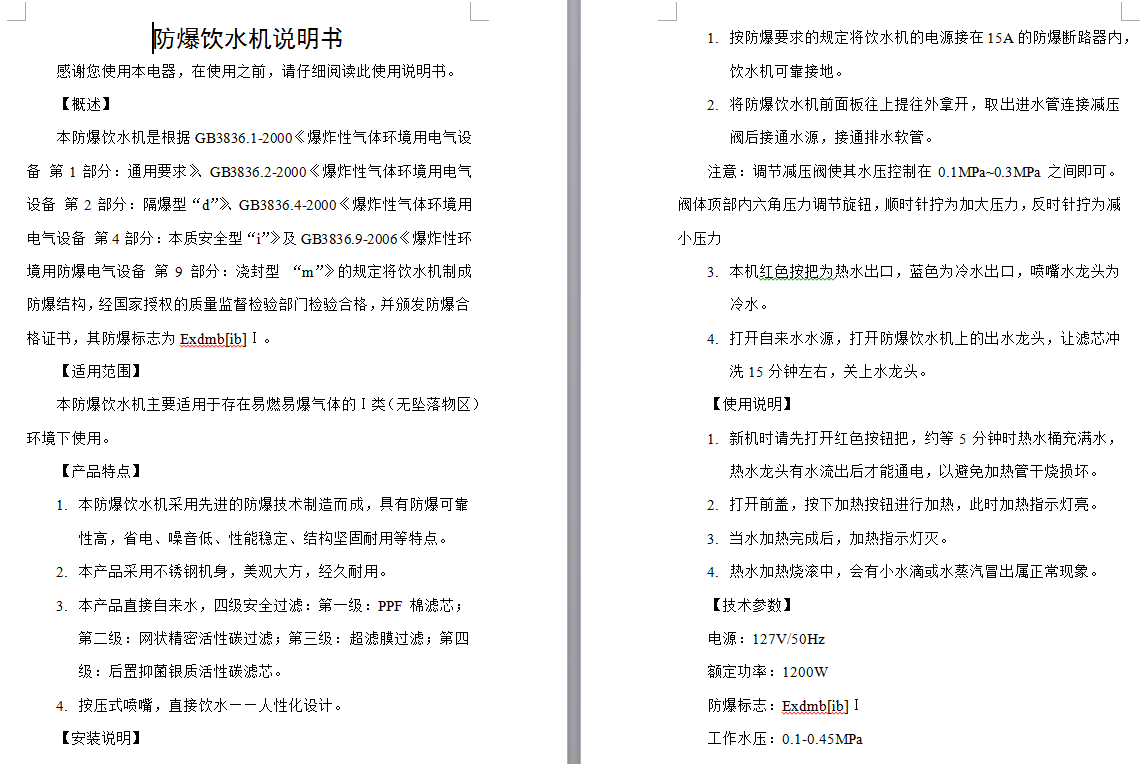 防爆饮水机说明书
感谢您使用本电器，在使用之前，请仔细阅读此使用说明书。
【概述】
本防爆饮水机是根据 GB3836.1-2000《爆炸性气体环境用电气设
备 第 1 部分：通用要求》、GB3836.2-2000《爆炸性气体环境用电气
设备 第 2 部分：隔爆型“d”》、GB3836.4-2000《爆炸性气体环境用
电气设备 第 4 部分：本质安全型“i”》及 GB3836.9-2006《爆炸性环
境用防爆电气设备 第 9 部分：浇封型 “m”》的规定将饮水机制成
防爆结构，经国家授权的质量监督检验部门检验合格，并颁发防爆合
格证书，其防爆标志为 Exdmb[ib]Ⅰ。
【适用范围】
本防爆饮水机主要适用于存在易燃易爆气体的Ⅰ类（无坠落物区）
环境下使用。
【产品特点】
1. 本防爆饮水机采用先进的防爆技术制造而成，具有防爆可靠
性高，省电、噪音低、性能稳定、结构坚固耐用等特点。
2. 本产品采用不锈钢机身，美观大方，经久耐用。
3. 本产品直接自来水，四级安全过滤：第一级：PPF 棉滤芯；
第二级：网状精密活性碳过滤；第三级：超滤膜过滤；第四
级：后置抑菌银质活性碳滤芯。
4. 按压式喷嘴，直接饮水——人性化设计。
【安装说明】
1. 按防爆要求的规定将饮水机的电源接在 15A 的防爆断路器内，
饮水机可靠接地。
2. 将防爆饮水机前面板往上提往外拿开，取出进水管连接减压
阀后接通水源，接通排水软管。
注意：调节减压阀使其水压控制在 0.1MPa~0.3MPa 之间即可。
阀体顶部内六角压力调节旋钮，顺时针拧为加大压力，反时针拧为减
小压力
3. 本机红色按把为热水出口，蓝色为冷水出口，喷嘴水龙头为
冷水。
4. 打开自来水水源，打开防爆饮水机上的出水龙头，让滤芯冲
洗 15 分钟左右，关上水龙头。
【使用说明】
1. 新机时请先打开红色按钮把，约等 5 分钟时热水桶充满水，
热水龙头有水流出后才能通电，以避免加热管干烧损坏。
2. 打开前盖，按下加热按钮进行加热，此时加热指示灯亮。
3. 当水加热完成后，加热指示灯灭。
4. 热水加热烧滚中，会有小水滴或水蒸汽冒出属正常现象。
【技术参数】
电源：127V/50Hz
额定功率：1200W
防爆标志：Exdmb[ib]Ⅰ
工作水压：0.1-0.45MPa